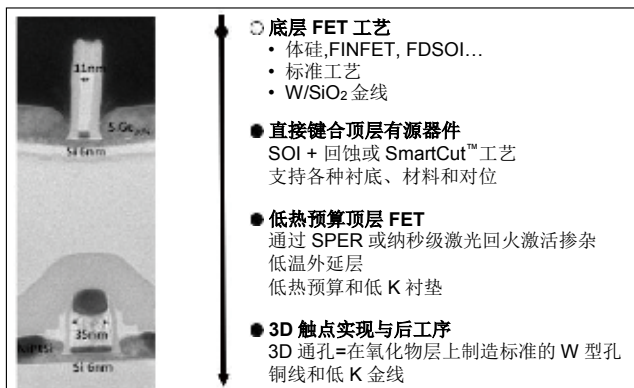 11nm
SiGe
Si 6nm
35nm
NiPtSi
Si 6nm
底层 FET 工艺
• 体硅,FINFET, FDSOI…
• 标准工艺
• W/SiO₂ 金线
直接键合顶层有源器件
SOI + 回蚀或 SmartCut™工艺
支持各种衬底、材料和对位
低热预算顶层 FET
通过 SPER 或纳秒级激光回火激活掺杂
低温外延层
低热预算和低 K 衬垫
3D 触点实现与后工序
3D 通孔=在氧化物层上制造标准的 W 型孔
铜线和低 K 金线